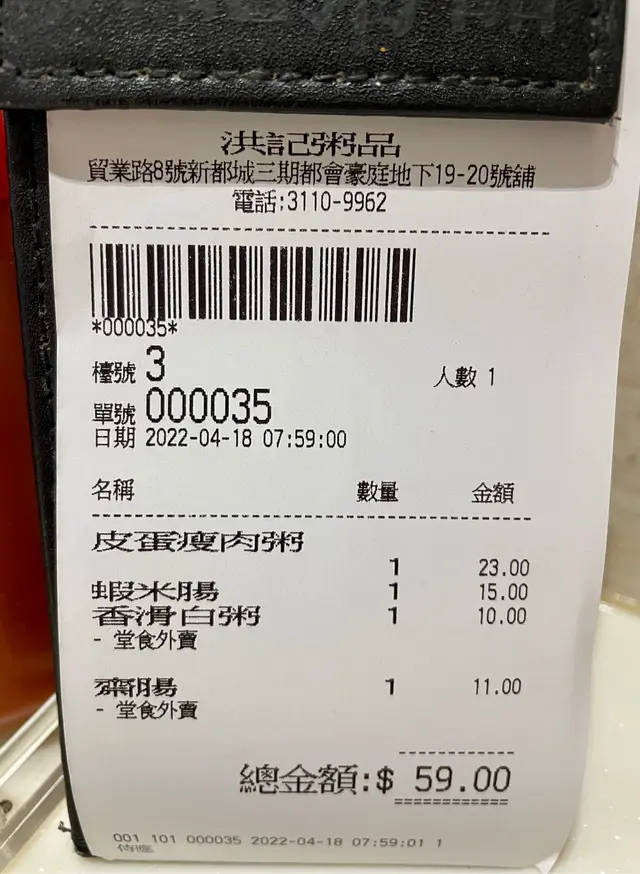 洪記粥品
貿業路8號新都城三期都會豪庭地下19-20號舖
電話:3110-9962
*000035*
檯號 3 人數 1
單號 000035
日期 2022-04-18 07:59:00
名稱 數量 金額
皮蛋瘦肉粥
1 23.00
蝦米腸 1 15.00
香滑白粥 1 10.00
- 堂食外賣
齋腸 1 11.00
- 堂食外賣
總金額:$ 59.00
001 101 000035 2022-04-18 07:59:01 1